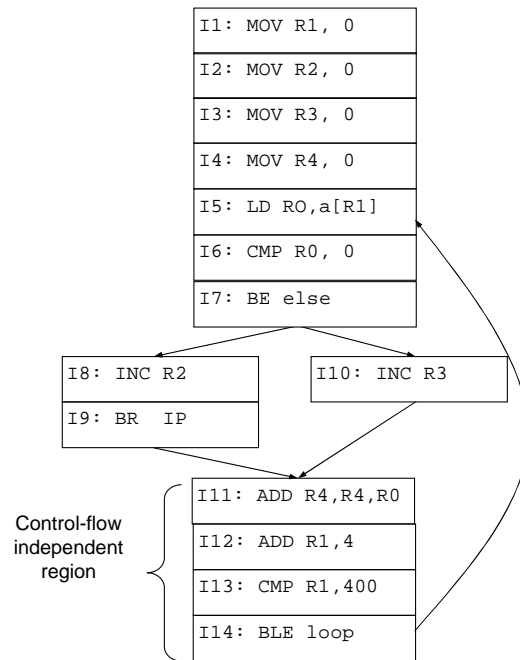 I1: MOV R1, 0
I2: MOV R2, 0
I3: MOV R3, 0
I4: MOV R4, 0
I5: LD RO,a[R1]
I6: CMP R0, 0
I7: BE else
I8: INC R2
I10: INC R3
I9: BR IP
I11: ADD R4,R4,R0
Control-flow
independent
region
I12: ADD R1,4
I13: CMP R1,400
I14: BLE loop